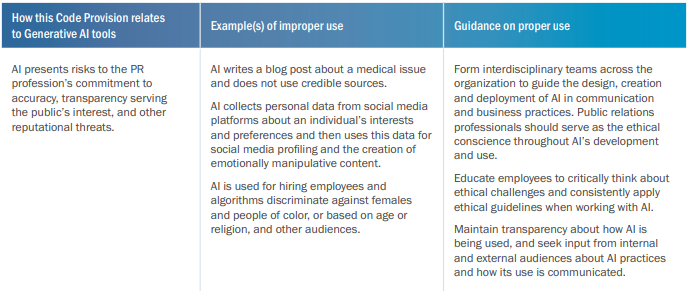 How this Code Provision relates
to Generative AI tools
Example(s) of improper use
Guidance on proper use
AI presents risks to the PR
profession's commitment to
accuracy, transparency serving
the public's interest, and other
reputational threats.
AI writes a blog post about a medical issue
and does not use credible sources.
AI collects personal data from social media
platforms about an individual's interests
and preferences and then uses this data for
social media profiling and the creation of
emotionally manipulative content.
AI is used for hiring employees and
algorithms discriminate against females
and people of color, or based on age or
religion, and other audiences.
Form interdisciplinary teams across the
organization to guide the design, creation
and deployment of AI in communication
and business practices. Public relations
professionals should serve as the ethical
conscience throughout AI's development
and use.
Educate employees to critically think about
ethical challenges and consistently apply
ethical guidelines when working with AI.
Maintain transparency about how AI is
being used, and seek input from internal
and external audiences about AI practices
and how its use is communicated.